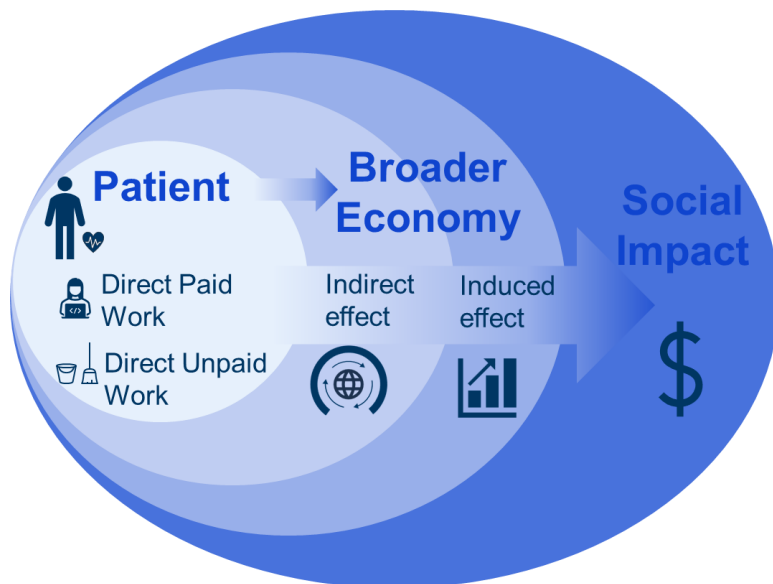 Patient
Broader
Economy
Social
Impact
Direct Paid
Work
Direct Unpaid
Work
Indirect
effect
Induced
effect
$